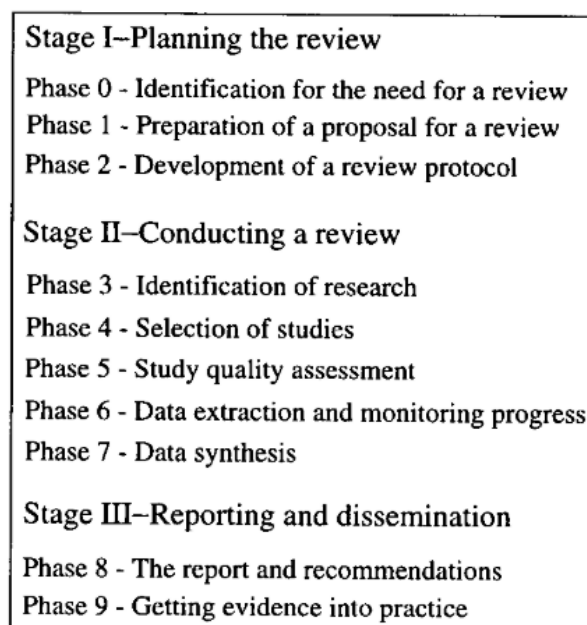 Stage I–Planning the review
Phase 0 - Identification for the need for a review
Phase 1 - Preparation of a proposal for a review
Phase 2 - Development of a review protocol
Stage II–Conducting a review
Phase 3 - Identification of research
Phase 4 - Selection of studies
Phase 5 - Study quality assessment
Phase 6 - Data extraction and monitoring progress
Phase 7 - Data synthesis
Stage III–Reporting and dissemination
Phase 8 - The report and recommendations
Phase 9 - Getting evidence into practice